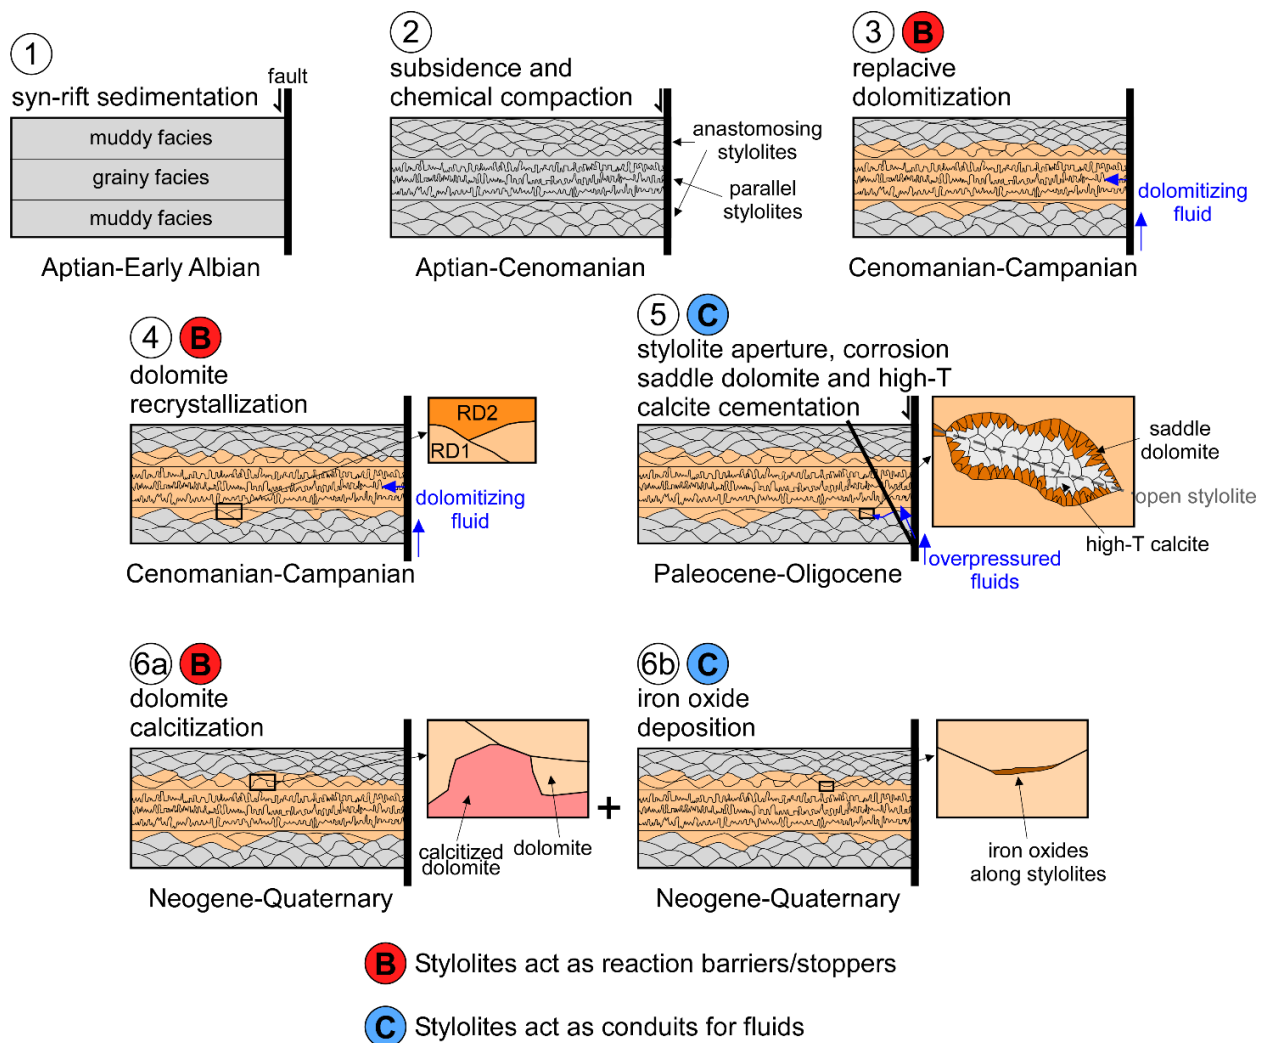 1
syn-rift sedimentation
fault
muddy facies
grainy facies
muddy facies
Aptian-Early Albian
2
subsidence and
chemical compaction
anastomosing
stylolites
parallel
stylolites
Aptian-Cenomanian
3 B
replacive
dolomitization
dolomitizing
fluid
Cenomanian-Campanian
4 B
dolomite
recrystallization
RD2
RD1
dolomitizing
fluid
Cenomanian-Campanian
5 C
stylolite aperture, corrosion
saddle dolomite and high-T
calcite cementation
saddle
dolomite
open stylolite
high-T calcite
overpressured
fluids
Paleocene-Oligocene
6a B
dolomite
calcitization
calcitized
dolomite
dolomite
Neogene-Quaternary
+
6b C
iron oxide
deposition
iron oxides
along stylolites
Neogene-Quaternary
B Stylolites act as reaction barriers/stoppers
C Stylolites act as conduits for fluids